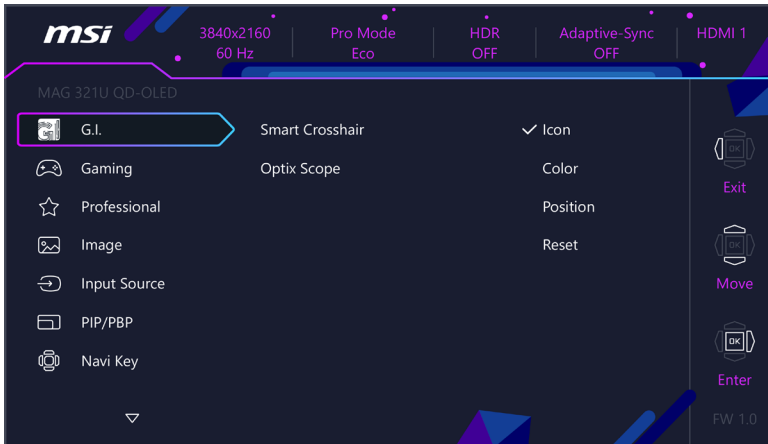 msi
3840x2160
60 Hz
Pro Mode
Eco
HDR
OFF
Adaptive-Sync
OFF
HDMI 1
MAG 321U QD-OLED
G.I.
Gaming
Professional
Image
Input Source
PIP/PBP
Navi Key
Smart Crosshair
Optix Scope
Icon
Color
Position
Reset
OK
Exit
OK
Move
OK
Enter
FW 1.0